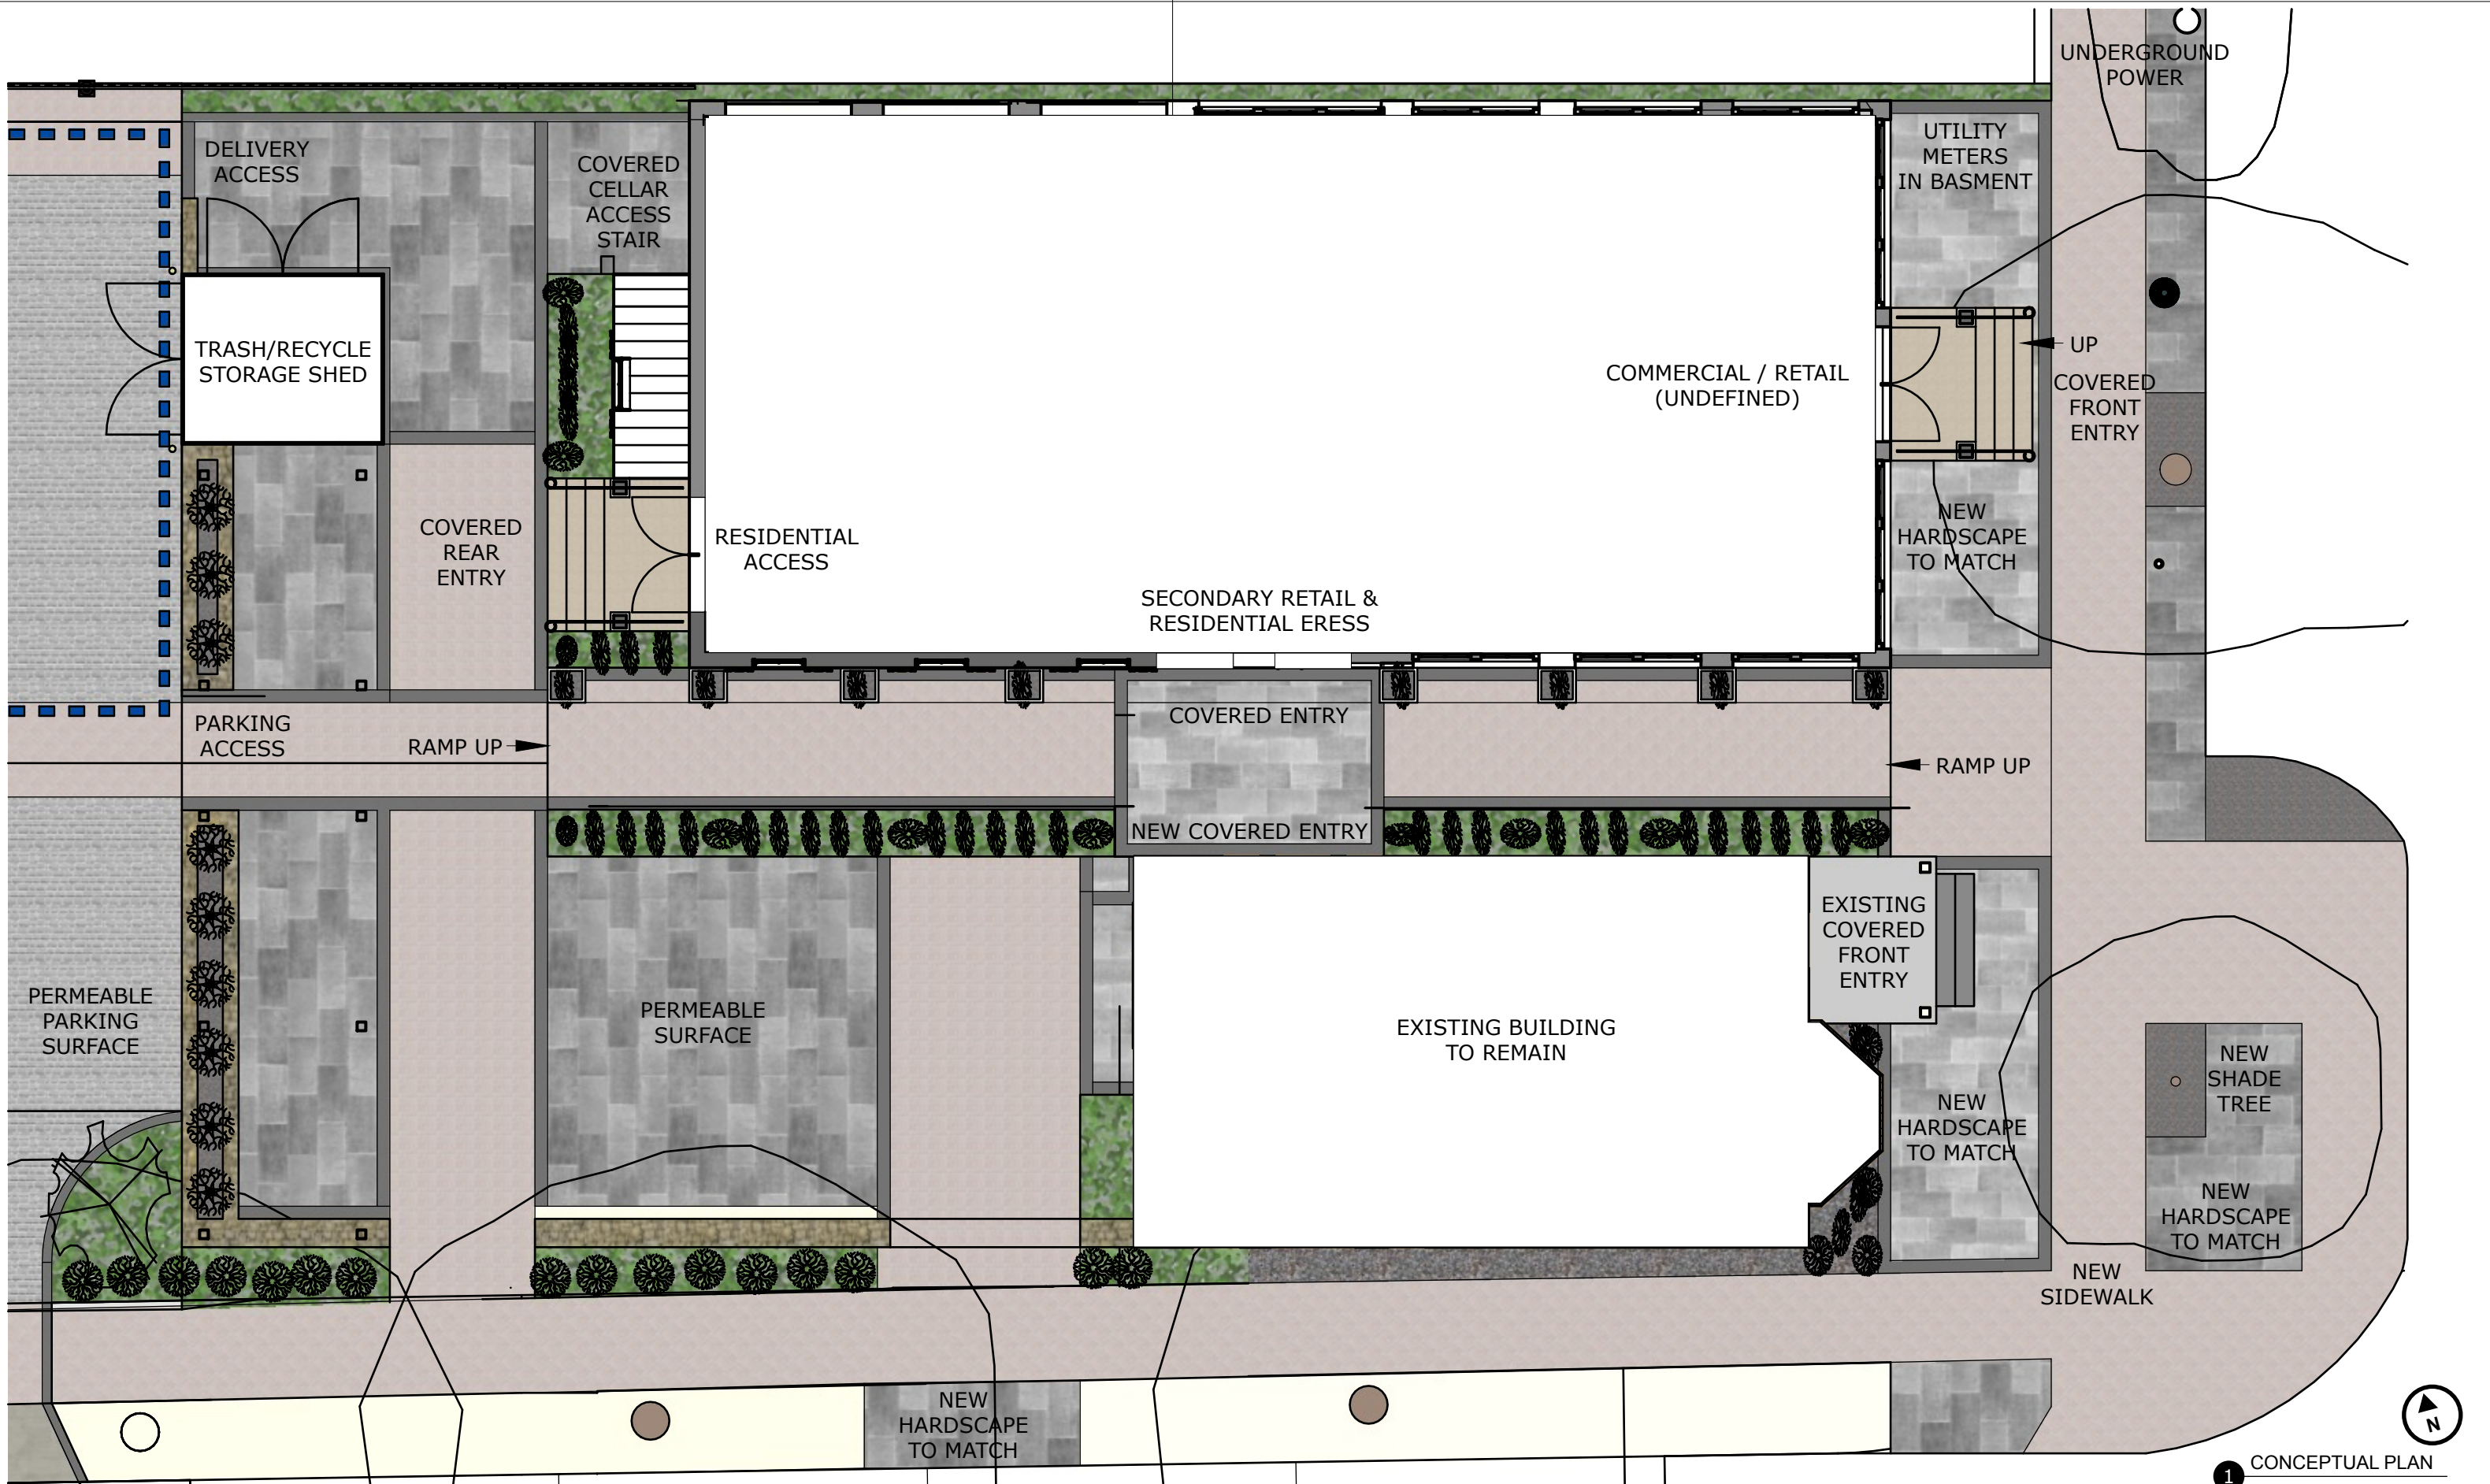 UNDERGROUND
POWER
DELIVERY
ACCESS
COVERED
CELLAR
ACCESS
STAIR
UTILITY
METERS
IN BASMENT
TRASH/RECYCLE
STORAGE SHED
COMMERCIAL / RETAIL
(UNDEFINED)
UP
COVERED
FRONT
ENTRY
COVERED
REAR
ENTRY
RESIDENTIAL
ACCESS
NEW
HARDSCAPE
TO MATCH
SECONDARY RETAIL &
RESIDENTIAL ERESS
PARKING
ACCESS
RAMP UP
COVERED ENTRY
RAMP UP
NEW COVERED ENTRY
EXISTING
COVERED
FRONT
ENTRY
PERMEABLE
PARKING
SURFACE
PERMEABLE
SURFACE
EXISTING BUILDING
TO REMAIN
NEW
SHADE
TREE
NEW
HARDSCAPE
TO MATCH
NEW
HARDSCAPE
TO MATCH
NEW
SIDEWALK
NEW
HARDSCAPE
TO MATCH
N
1 CONCEPTUAL PLAN